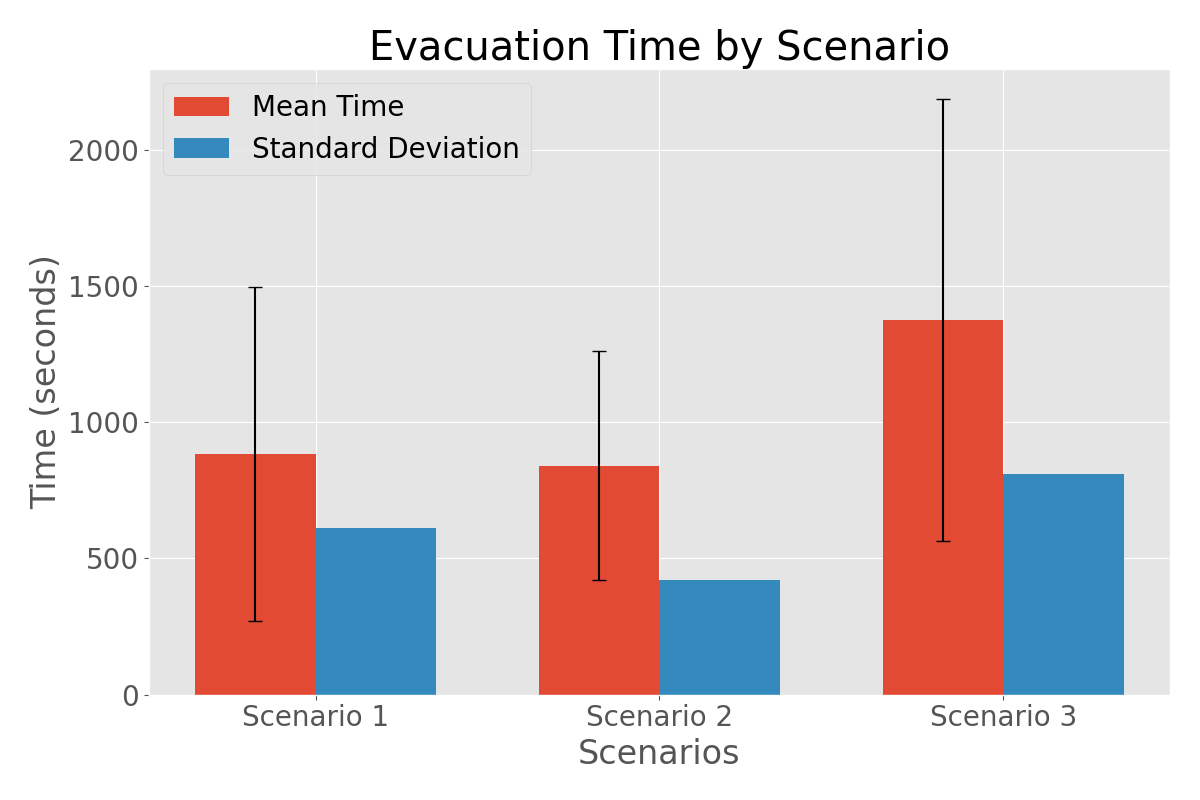 Evacuation Time by Scenario
Mean Time
Standard Deviation
Time (seconds)
2000
1500
1000
500
0
Scenario 1
Scenario 2
Scenario 3
Scenarios